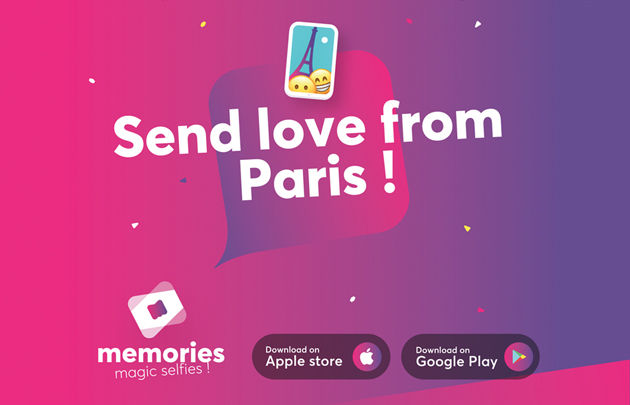 Send love from
Paris !
memories
magic selfies !
Download on
Apple store
Download on
Google Play